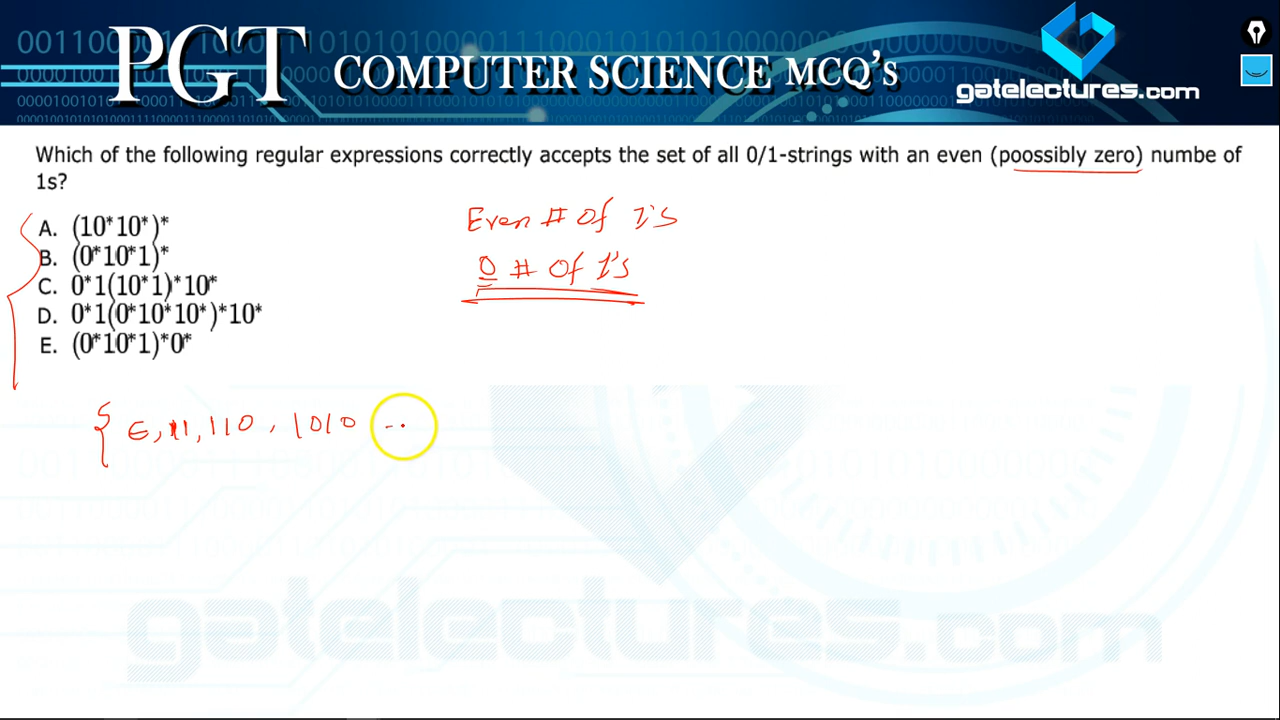 PGT COMPUTER SCIENCE MCQ's
gatelectures.com
Which of the following regular expressions correctly accepts the set of all 0/1-strings with an even (poossibly zero) numbe of
1s?
A. (10*10*)*
B. (0*10*1)*
C. 0*1(10*1)*10*
D. 0*1(0*10*10*)*10*
E. (0*10*1)*0*
Even # of 1's
0 # of 1's
{ ϵ, 11, 110, 1010 ...
gatelectures.com